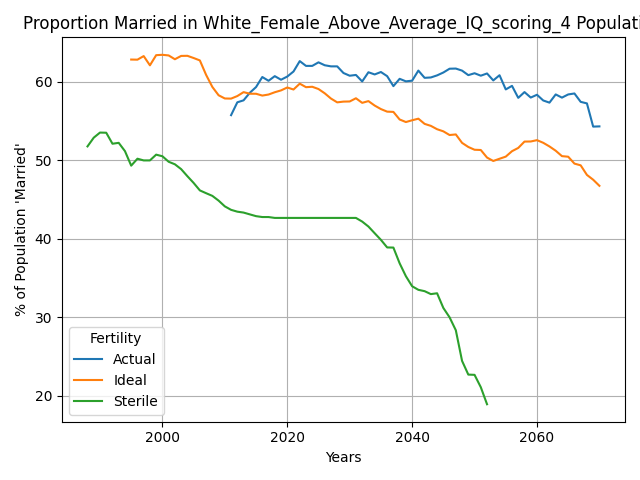 Proportion Married in White_Female_Above_Average_IQ_scoring_4 Populati
% of Population 'Married'
60
50
40
30
20
Fertility
Actual
Ideal
Sterile
2000 2020 2040 2060
Years